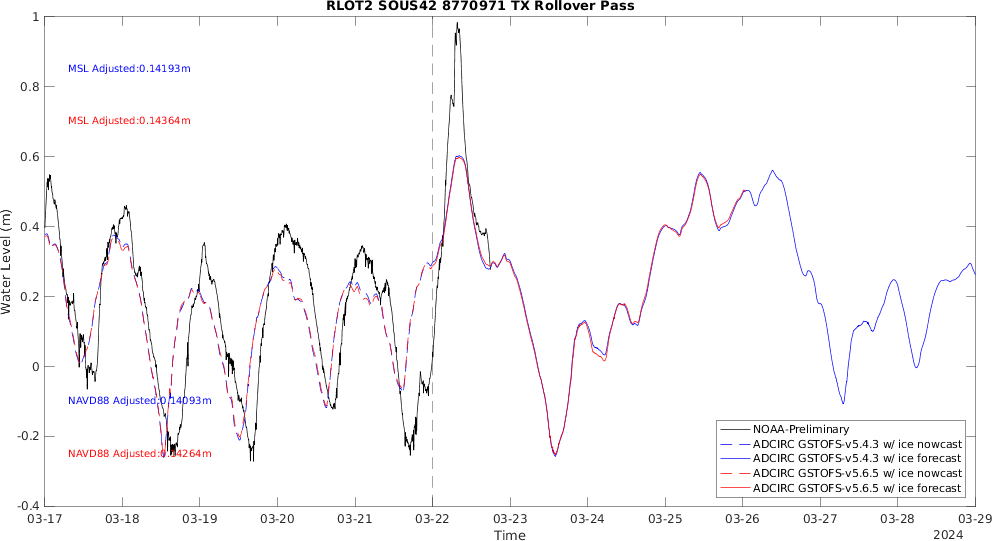 RLOT2 SOUS42 8770971 TX Rollover Pass
Water Level (m)
1
0.8
0.6
0.4
0.2
0
-0.2
-0.4
MSL Adjusted:0.14193m
MSL Adjusted:0.14364m
NAVD88 Adjusted:0.14093m
NAVD88 Adjusted:0.14264m
NOAA-Preliminary
ADCIRC GSTOFS-v5.4.3 w/ ice nowcast
ADCIRC GSTOFS-v5.4.3 w/ ice forecast
ADCIRC GSTOFS-v5.6.5 w/ ice nowcast
ADCIRC GSTOFS-v5.6.5 w/ ice forecast
03-17 03-18 03-19 03-20 03-21 03-22 03-23 03-24 03-25 03-26 03-27 03-28 03-29
Time
2024